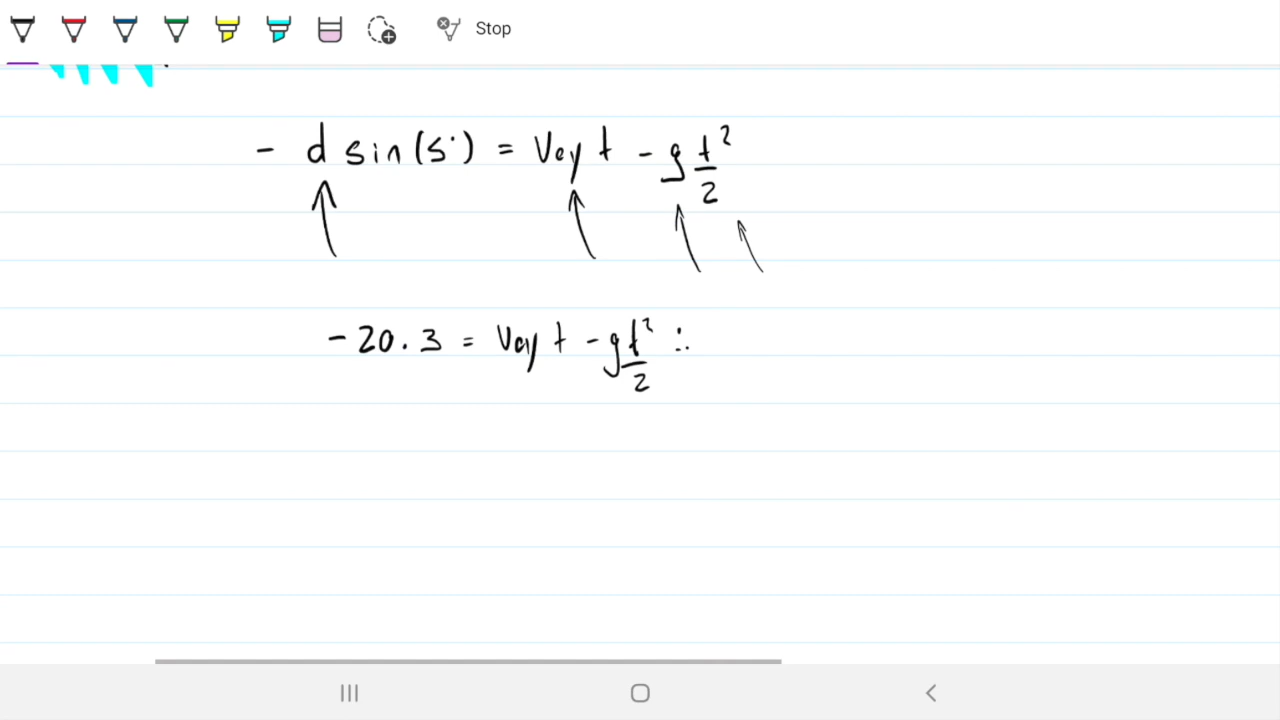 Stop
- d sin(5°) = Voy t - g t²/2
- 20.3 = Voy t - g t²/2 ∴